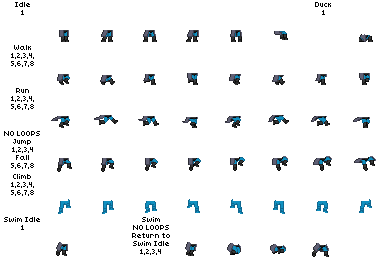 Idle
1
Duck
1
Walk
1,2,3,4,
5,6,7,8
Run
1,2,3,4,
5,6,7,8
NO LOOPS
Jump
1,2,3,4
Fall
5,6,7,8
Climb
1,2,3,4,
5,6,7,8
Swim Idle
1
Swim
NO LOOPS
Return to
Swim Idle
1,2,3,4